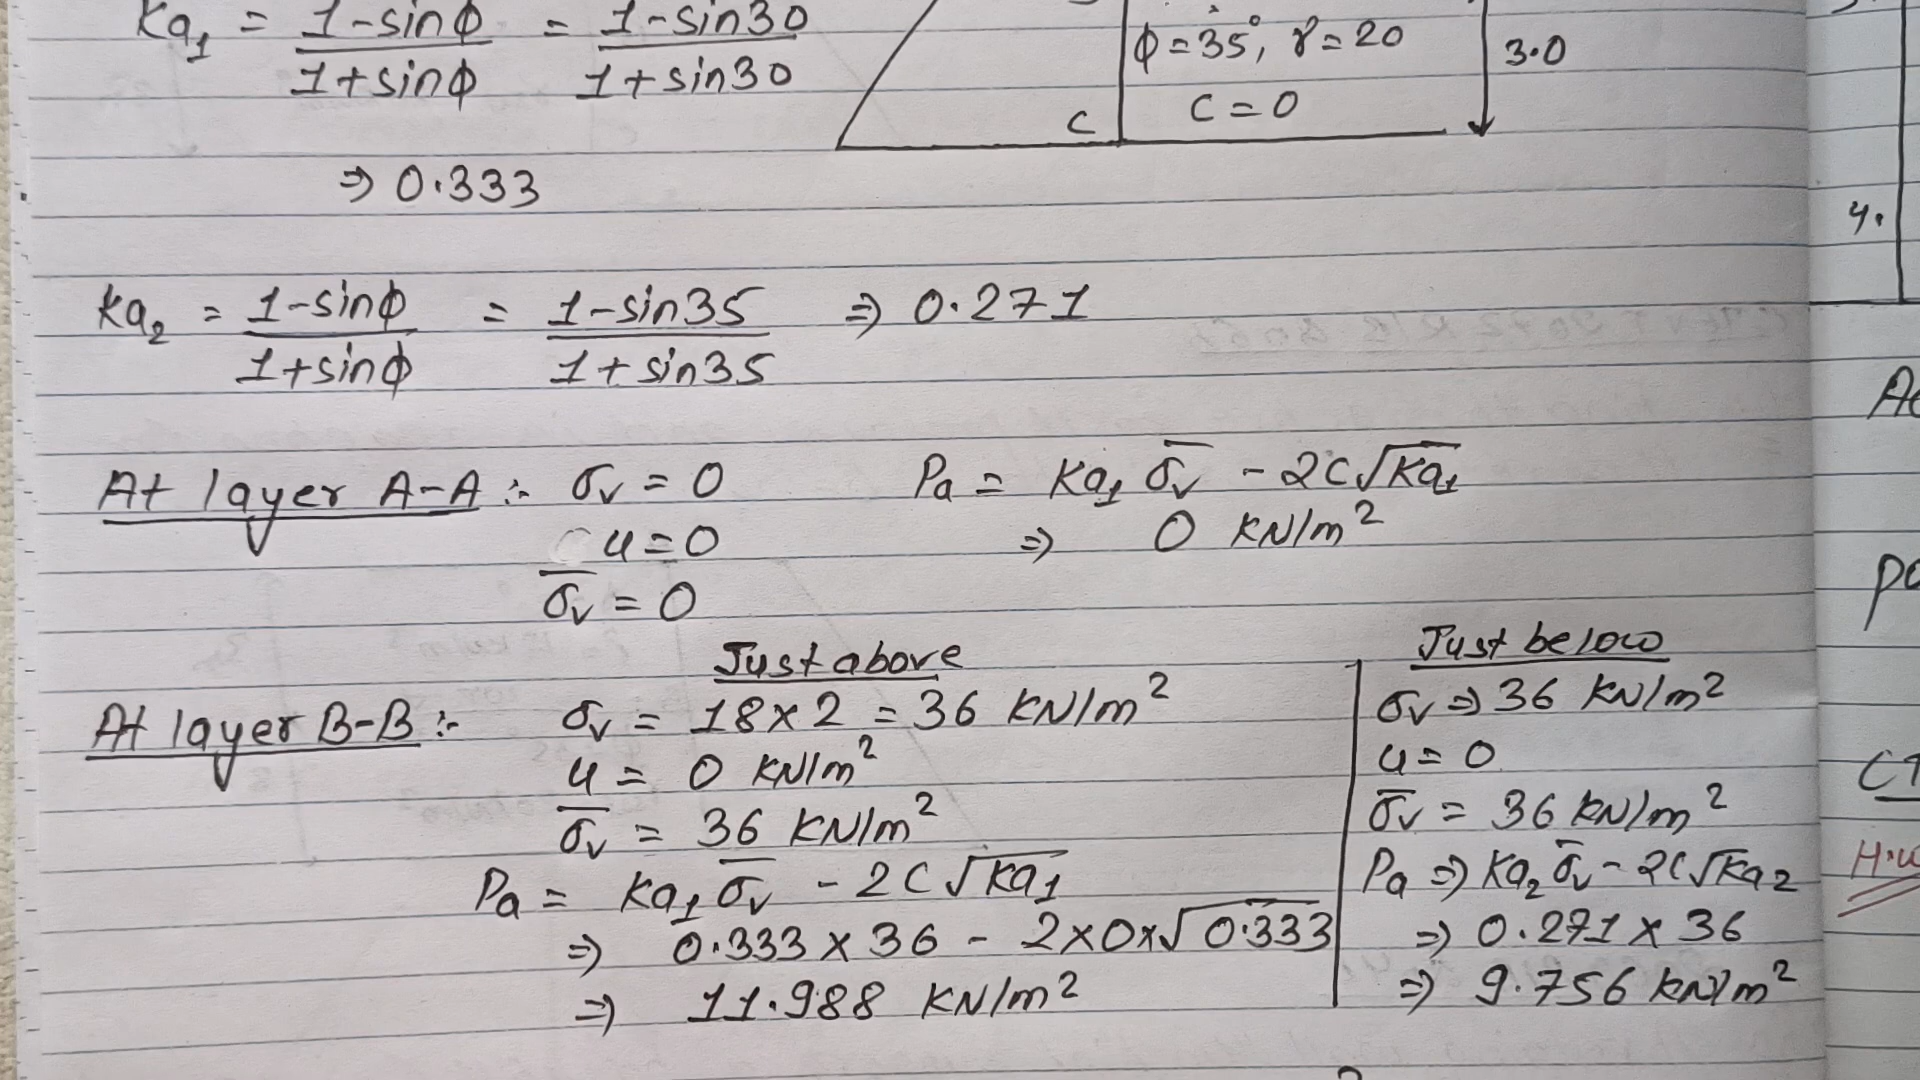 Ka₁ = 1-sinϕ / 1+sinϕ = 1-sin30 / 1+sin30
ϕ=35°, γ=20
C=0
3.0
C
⇒ 0.333
4.
Ka₂ = 1-sinϕ / 1+sinϕ = 1-sin35 / 1+sin35 ⇒ 0.271
At layer A-A :- σv = 0
Pa = Ka₁ σ̅v - 2C√Ka₁
u=0
⇒ 0 KN/m²
σ̅v = 0
Just above
At layer B-B :- σv = 18×2 = 36 KN/m²
u = 0 KN/m²
σ̅v = 36 KN/m²
Pa = Ka₁ σ̅v - 2C√Ka₁
⇒ 0.333 × 36 - 2×0×√0.333
⇒ 11.988 KN/m²
Just below
σv ⇒ 36 KN/m²
u=0
σ̅v = 36 KN/m²
Pa ⇒ Ka₂ σ̅v - 2C√Ka₂
⇒ 0.271 × 36
⇒ 9.756 KN/m²